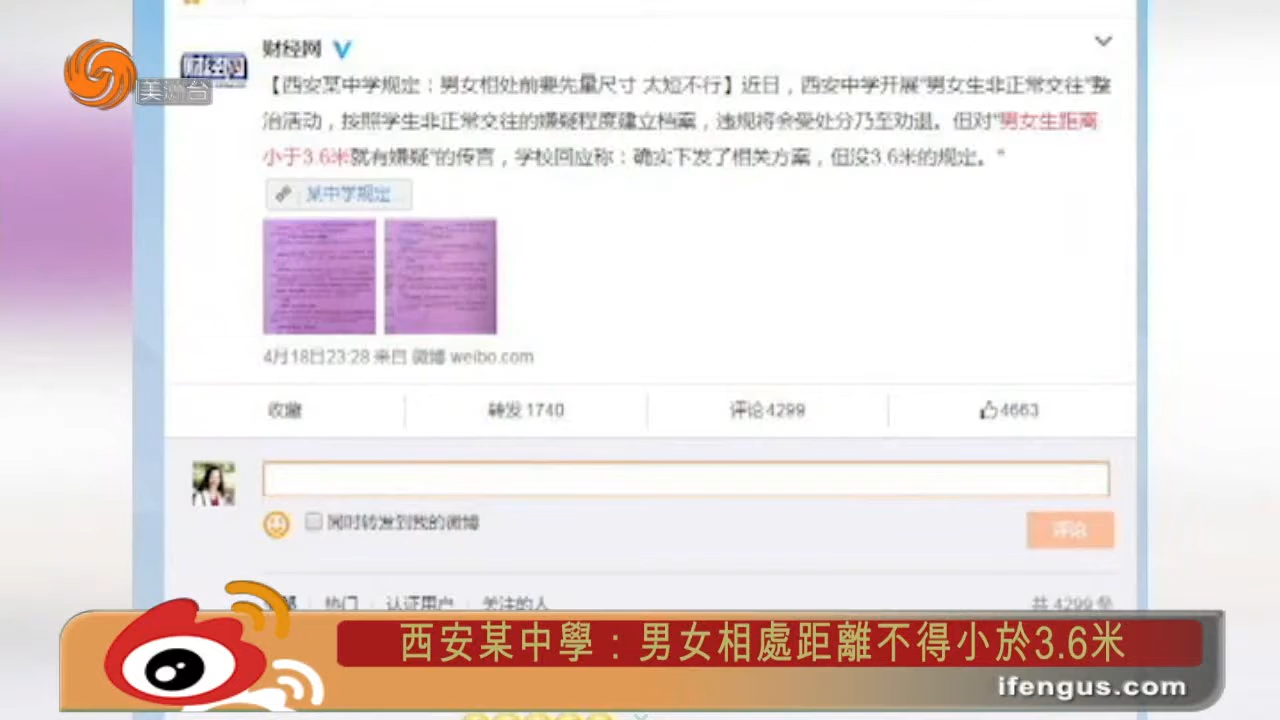 财经网
美洲台
【西安某中学规定：男女相处前要先量尺寸 太短不行】近日，西安中学开展"男女生非正常交往"整
治活动，按照学生非正常交往的嫌疑程度建立档案，违规将会受处分乃至劝退。但对"男女生距离
小于3.6米就有嫌疑"的传言，学校回应称：确实下发了相关方案，但没3.6米的规定。"
某中学规定
4月18日23:28 来自 微博 weibo.com
收藏 转发 1740 评论4299 4663
同时转发到我的微博
评论
热门 认证用户 关注的人 共 4299 条
西安某中學：男女相處距離不得小於3.6米
ifengus.com